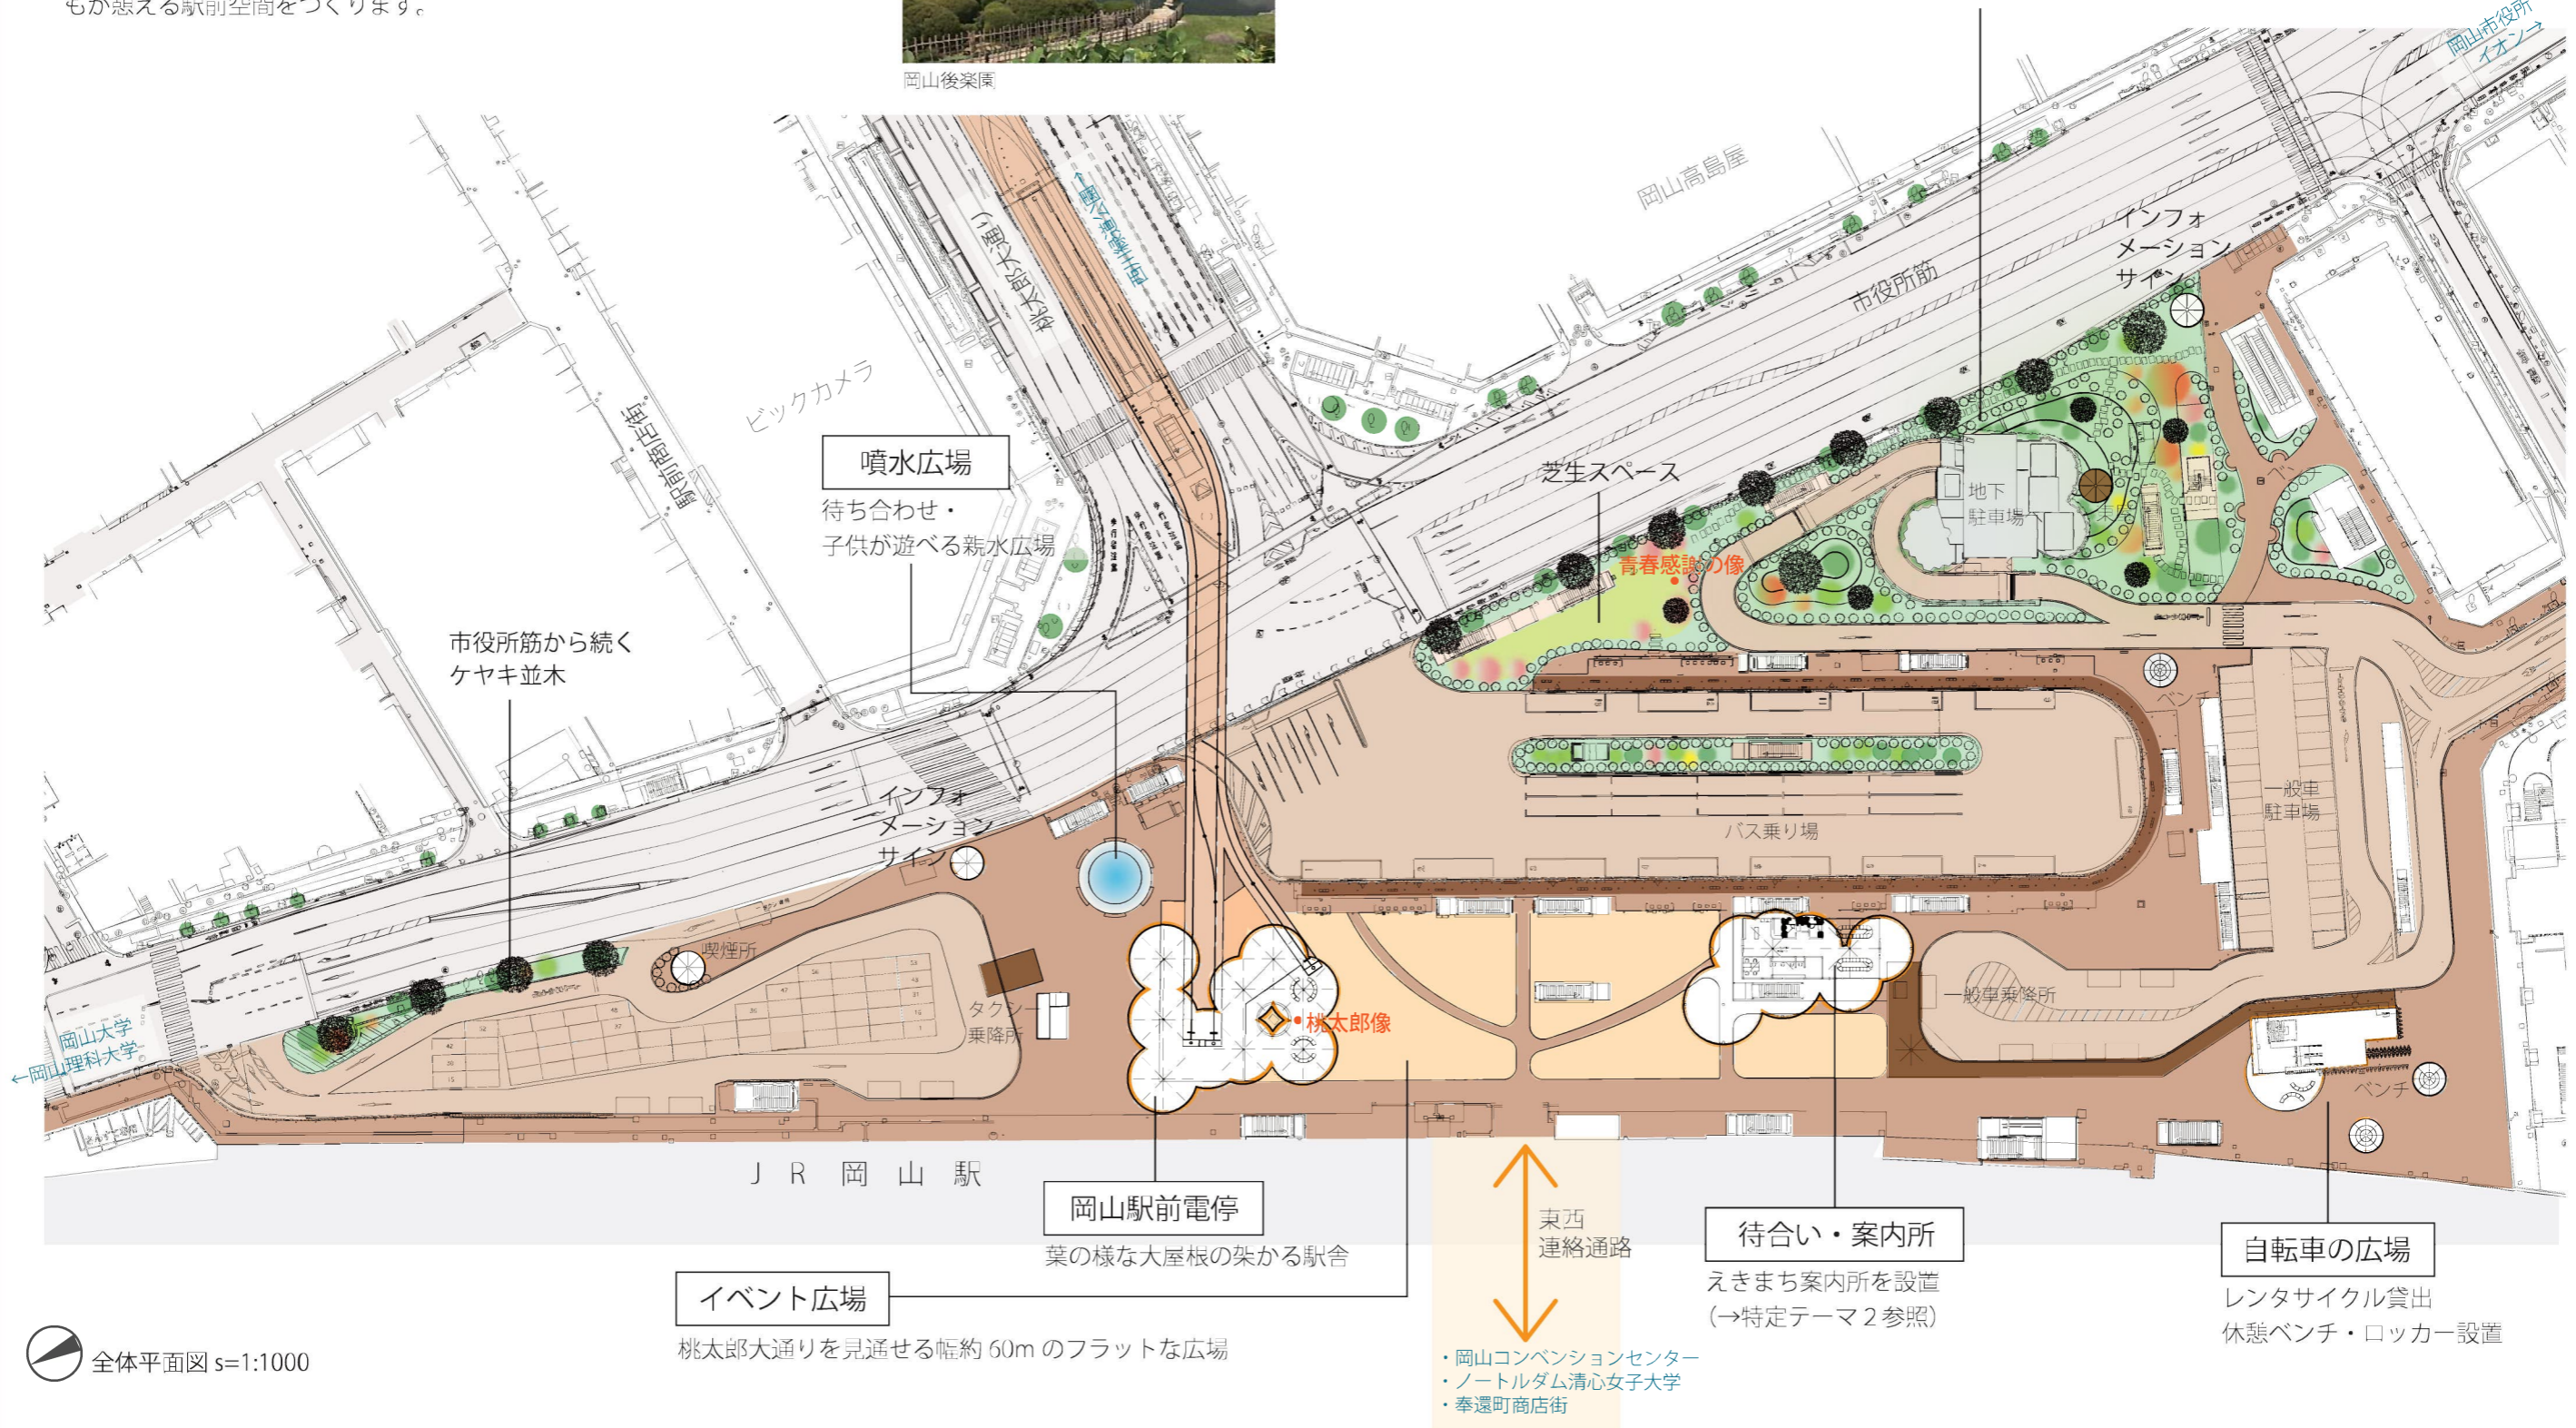 もが憩える駅前空間をつくります。
岡山後楽園
岡山市役所
イオン→
岡山高島屋
桃太郎大通り
市役所筋
インフォ
メーション
サイン
ビックカメラ
駅前商店街
噴水広場
待ち合わせ・
子供が遊べる親水広場
芝生スペース
青春感謝の像
地下
駐車場
ベンチ
市役所筋から続く
ケヤキ並木
ベンチ
一般車
駐車場
バス乗り場
インフォ
メーション
サイン
喫煙所
タクシー
乗降所
桃太郎像
一般車乗降所
ベンチ
岡山大学
←岡山理科大学
JR岡山駅
岡山駅前電停
葉の様な大屋根の架かる駅舎
イベント広場
桃太郎大通りを見通せる幅約 60m のフラットな広場
東西
連絡通路
待合い・案内所
えきまち案内所を設置
(→特定テーマ2参照)
自転車の広場
レンタサイクル貸出
休憩ベンチ・ロッカー設置
・岡山コンベンションセンター
・ノートルダム清心女子大学
・奉還町商店街
全体平面図 s=1:1000